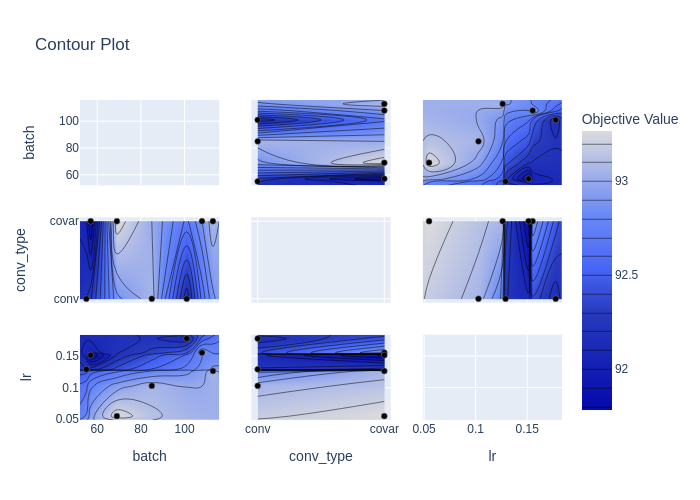 Contour Plot
Objective Value
batch
100
80
60
93
92.5
92
conv_type
covar
conv
lr
0.15
0.1
0.05
60
80
100
conv
covar
0.05
0.1
0.15
batch
conv_type
lr